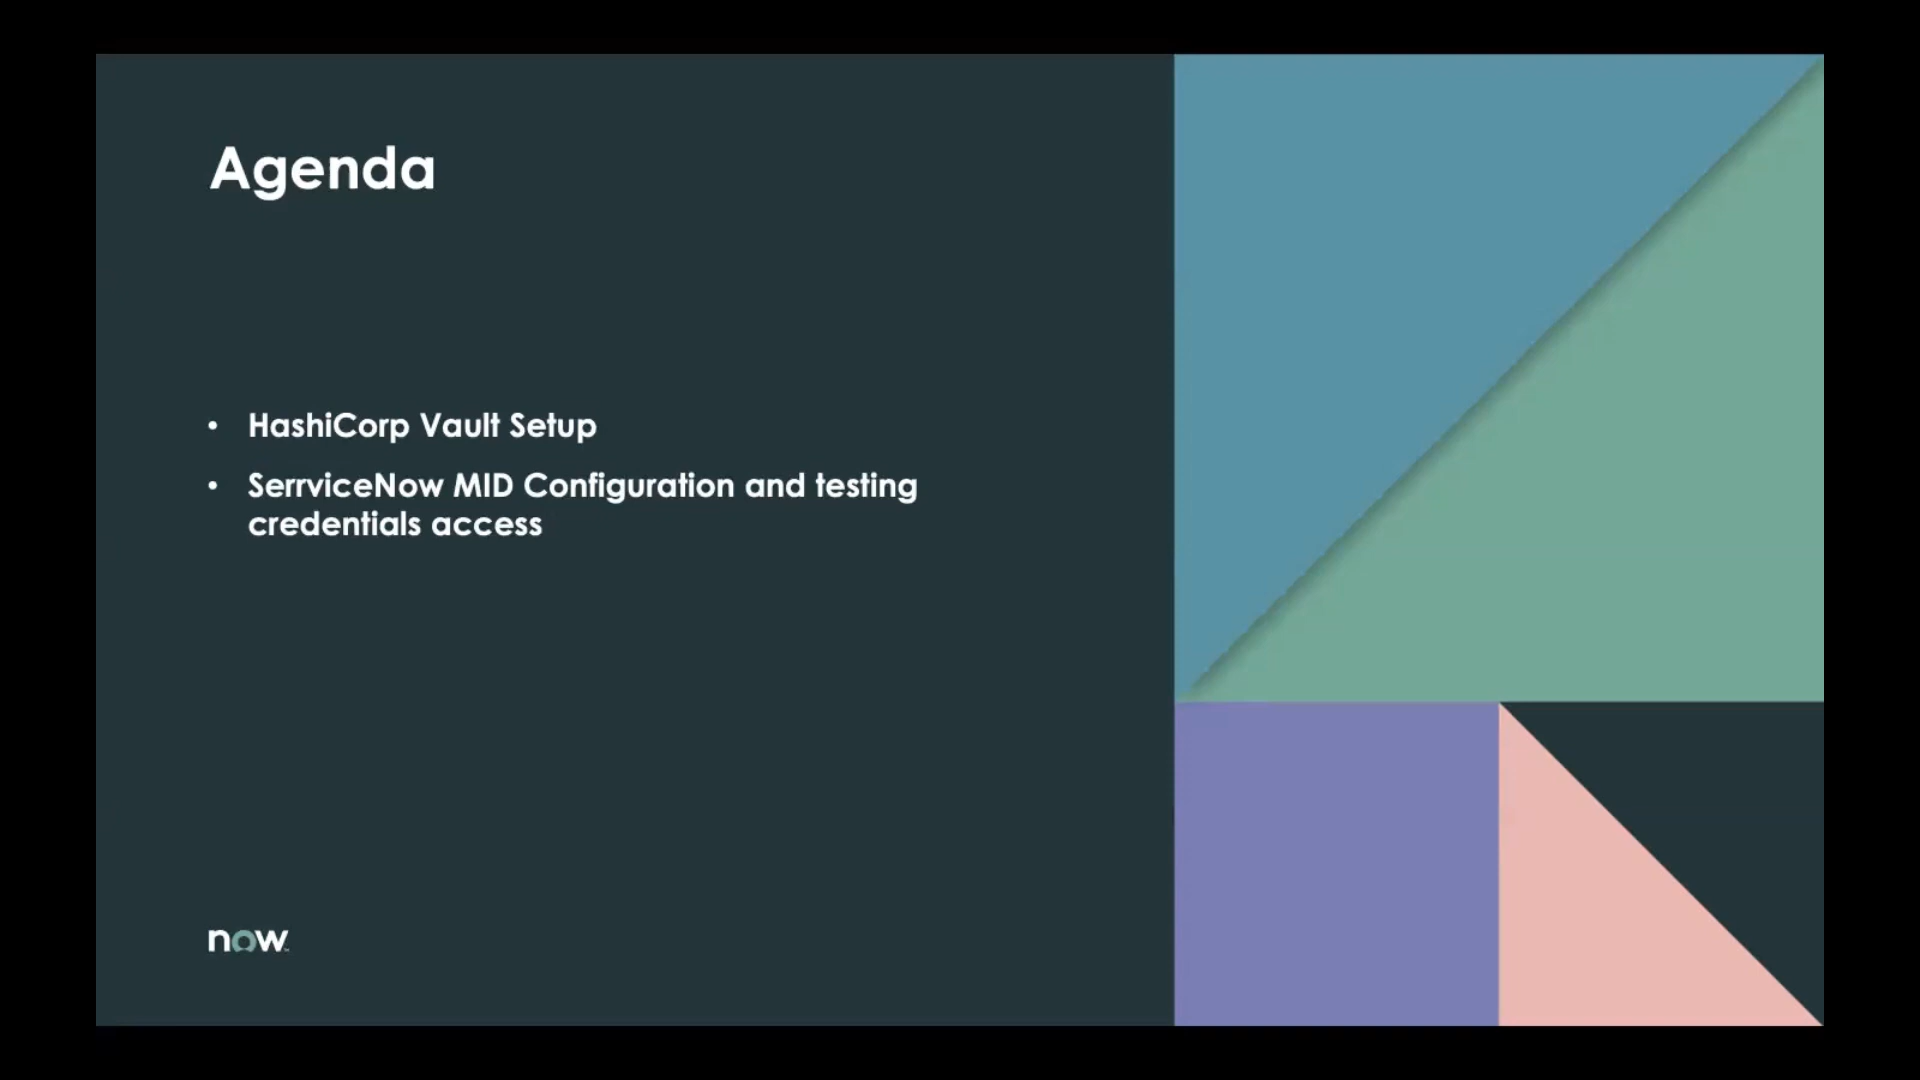 Agenda
• HashiCorp Vault Setup
• SerrviceNow MID Configuration and testing
credentials access
now